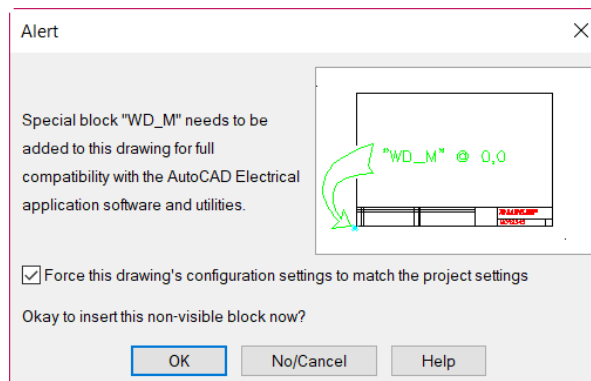 Alert
Special block "WD_M" needs to be
added to this drawing for full
compatibility with the AutoCAD Electrical
application software and utilities.
"WD_M" @ 0,0
Force this drawing's configuration settings to match the project settings
Okay to insert this non-visible block now?
OK No/Cancel Help